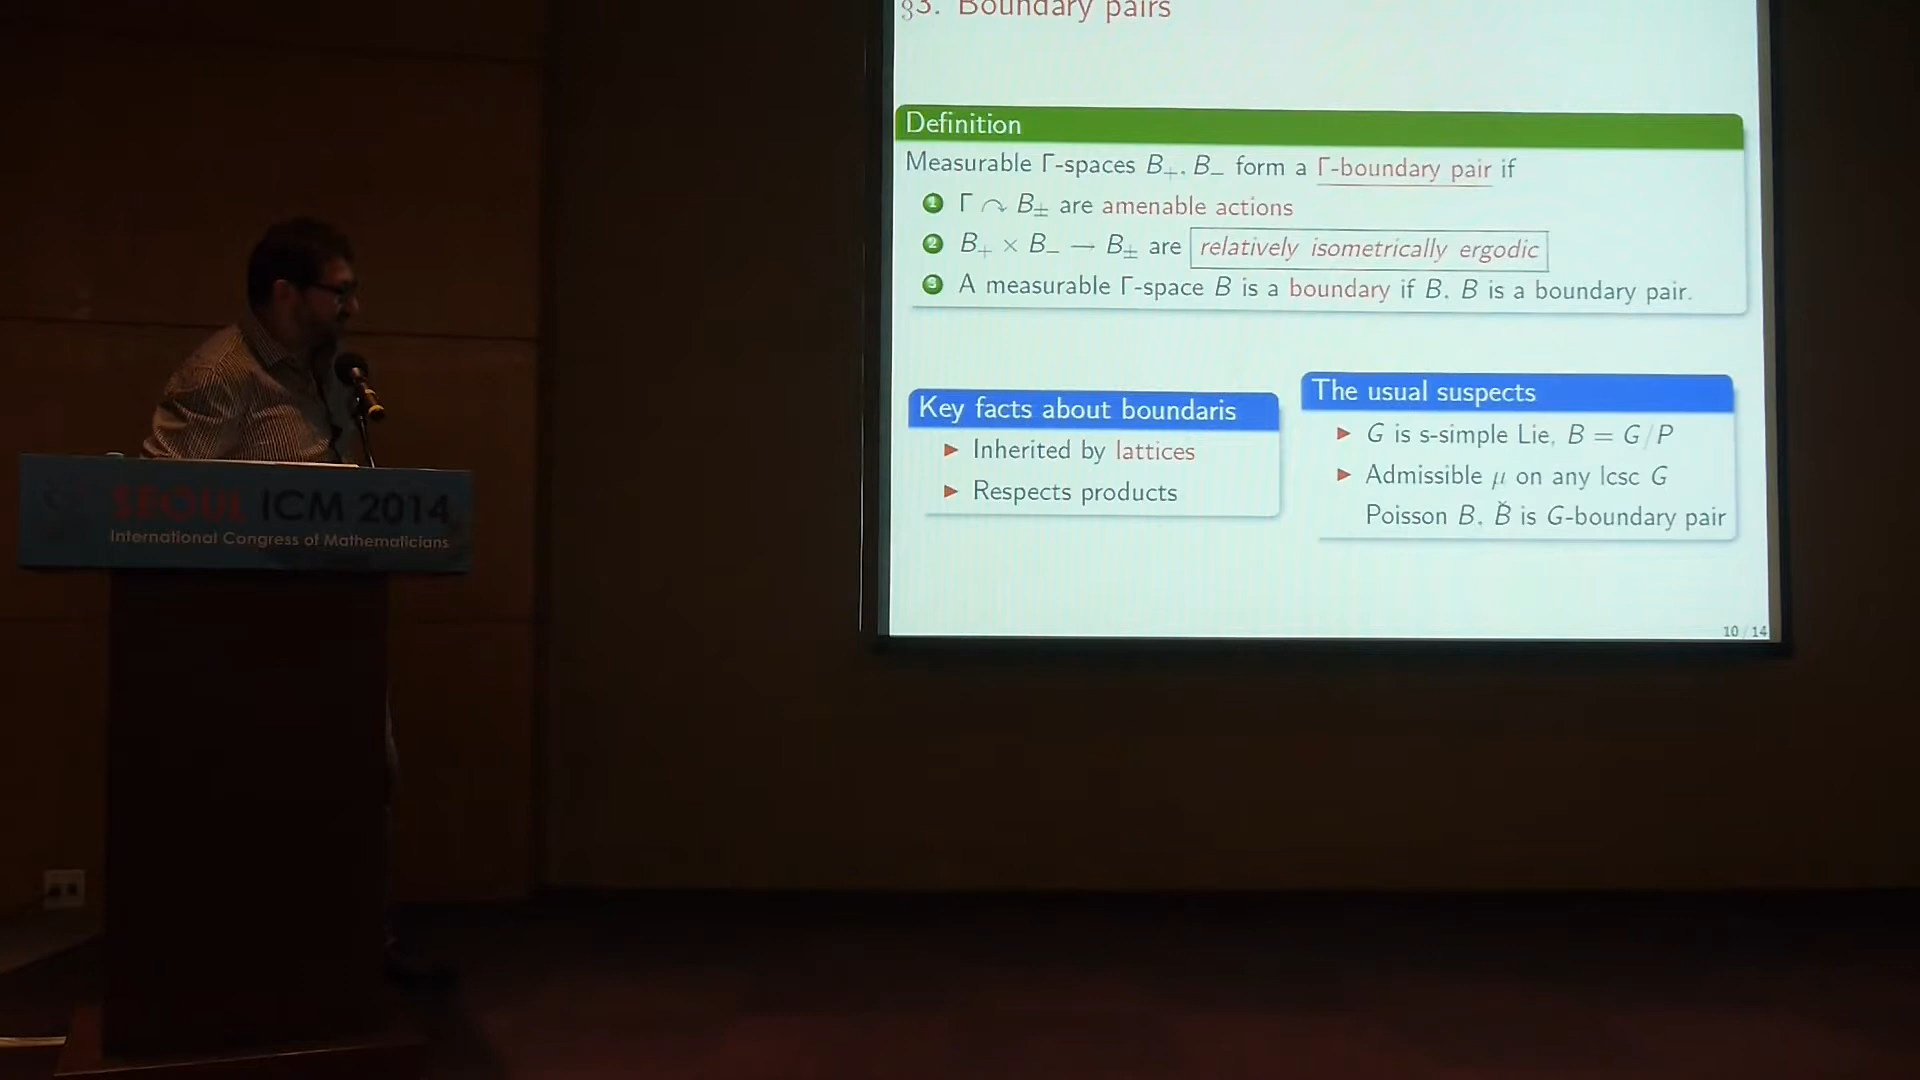 §3. Boundary pairs
Definition
Measurable Γ-spaces B₊, B₋ form a Γ-boundary pair if
1 Γ ↷ B± are amenable actions
2 B₊ × B₋ → B± are relatively isometrically ergodic
3 A measurable Γ-space B is a boundary if B, B is a boundary pair.
Key facts about boundaris
▶ Inherited by lattices
▶ Respects products
The usual suspects
▶ G is s-simple Lie, B = G/P
▶ Admissible μ on any lcsc G
Poisson B, B̌ is G-boundary pair
10 / 14
SEOUL ICM 2014
International Congress of Mathematicians